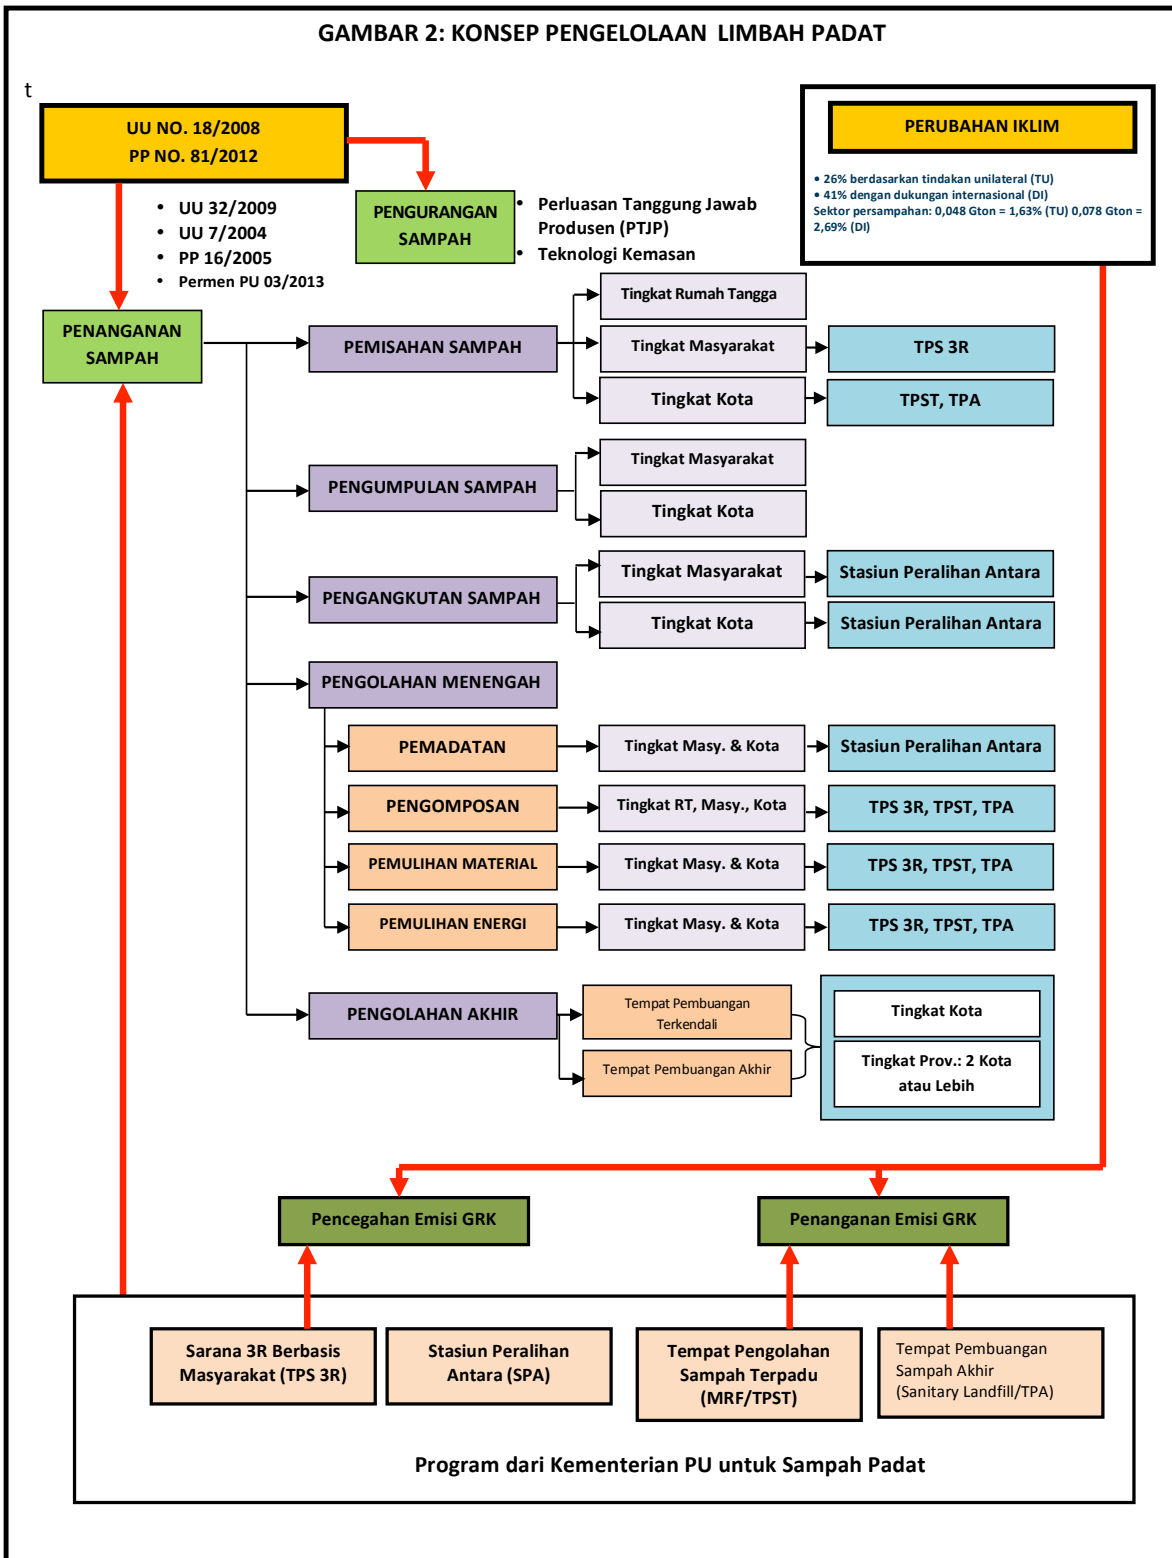 GAMBAR 2: KONSEP PENGELOLAAN LIMBAH PADAT
t
UU NO. 18/2008
PP NO. 81/2012
• UU 32/2009
• UU 7/2004
• PP 16/2005
• Permen PU 03/2013
PENGURANGAN
SAMPAH
• Perluasan Tanggung Jawab
Produsen (PTJP)
• Teknologi Kemasan
PERUBAHAN IKLIM
• 26% berdasarkan tindakan unilateral (TU)
• 41% dengan dukungan internasional (DI)
Sektor persampahan: 0,048 Gton = 1,63% (TU) 0,078 Gton =
2,69% (DI)
PENANGANAN
SAMPAH
PEMISAHAN SAMPAH
Tingkat Rumah Tangga
Tingkat Masyarakat
TPS 3R
Tingkat Kota
TPST, TPA
PENGUMPULAN SAMPAH
Tingkat Masyarakat
Tingkat Kota
PENGANGKUTAN SAMPAH
Tingkat Masyarakat
Stasiun Peralihan Antara
Tingkat Kota
Stasiun Peralihan Antara
PENGOLAHAN MENENGAH
PEMADATAN
Tingkat Masy. & Kota
Stasiun Peralihan Antara
PENGOMPOSAN
Tingkat RT, Masy., Kota
TPS 3R, TPST, TPA
PEMULIHAN MATERIAL
Tingkat Masy. & Kota
TPS 3R, TPST, TPA
PEMULIHAN ENERGI
Tingkat Masy. & Kota
TPS 3R, TPST, TPA
PENGOLAHAN AKHIR
Tempat Pembuangan
Terkendali
Tempat Pembuangan Akhir
Tingkat Kota
Tingkat Prov.: 2 Kota
atau Lebih
Pencegahan Emisi GRK
Penanganan Emisi GRK
Sarana 3R Berbasis
Masyarakat (TPS 3R)
Stasiun Peralihan
Antara (SPA)
Tempat Pengolahan
Sampah Terpadu
(MRF/TPST)
Tempat Pembuangan
Sampah Akhir
(Sanitary Landfill/TPA)
Program dari Kementerian PU untuk Sampah Padat